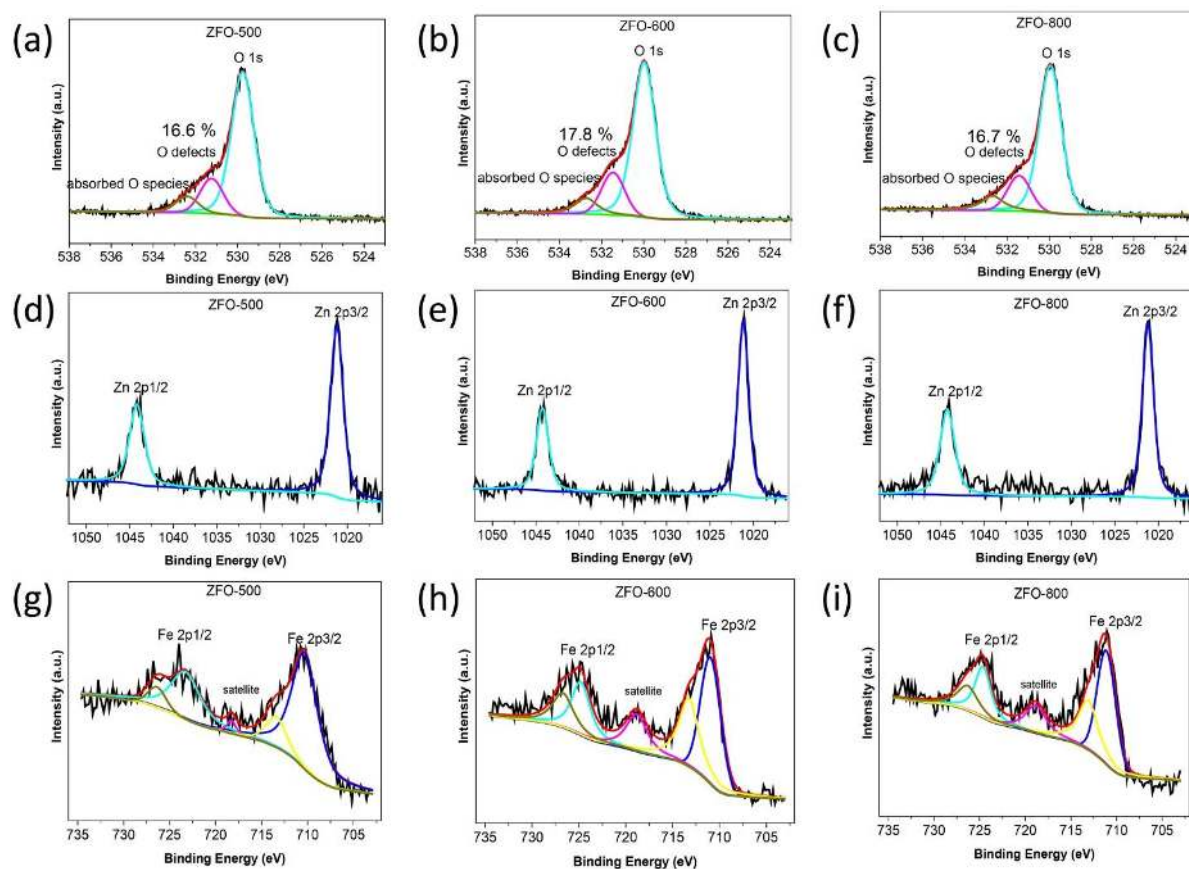 (a)
ZFO-500
O 1s
16.6 %
O defects
absorbed O species
Intensity (a.u.)
538 536 534 532 530 528 526 524
Binding Energy (eV)
(b)
ZFO-600
O 1s
17.8 %
O defects
absorbed O species
Intensity (a.u.)
538 536 534 532 530 528 526 524
Binding Energy (eV)
(c)
ZFO-800
O 1s
16.7 %
O defects
absorbed O species
Intensity (a.u.)
538 536 534 532 530 528 526 524
Binding Energy (eV)
(d)
ZFO-500
Zn 2p3/2
Zn 2p1/2
Intensity (a.u.)
1050 1045 1040 1035 1030 1025 1020
Binding Energy (eV)
(e)
ZFO-600
Zn 2p3/2
Zn 2p1/2
Intensity (a.u.)
1050 1045 1040 1035 1030 1025 1020
Binding Energy (eV)
(f)
ZFO-800
Zn 2p3/2
Zn 2p1/2
Intensity (a.u.)
1050 1045 1040 1035 1030 1025 1020
Binding Energy (eV)
(g)
ZFO-500
Fe 2p1/2
Fe 2p3/2
satellite
Intensity (a.u.)
735 730 725 720 715 710 705
Binding Energy (eV)
(h)
ZFO-600
Fe 2p3/2
Fe 2p1/2
satellite
Intensity (a.u.)
735 730 725 720 715 710 705
Binding Energy (eV)
(i)
ZFO-800
Fe 2p3/2
Fe 2p1/2
satellite
Intensity (a.u.)
735 730 725 720 715 710 705
Binding Energy (eV)